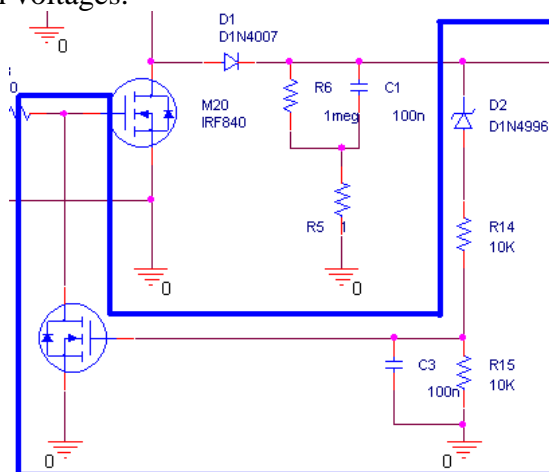 voltages.
0
D1
D1N4007
0
R6
1meg
C1
100n
M20
IRF840
D2
D1N4996
R5
1
R14
10K
0
0
C3
100n
R15
10K
0
0